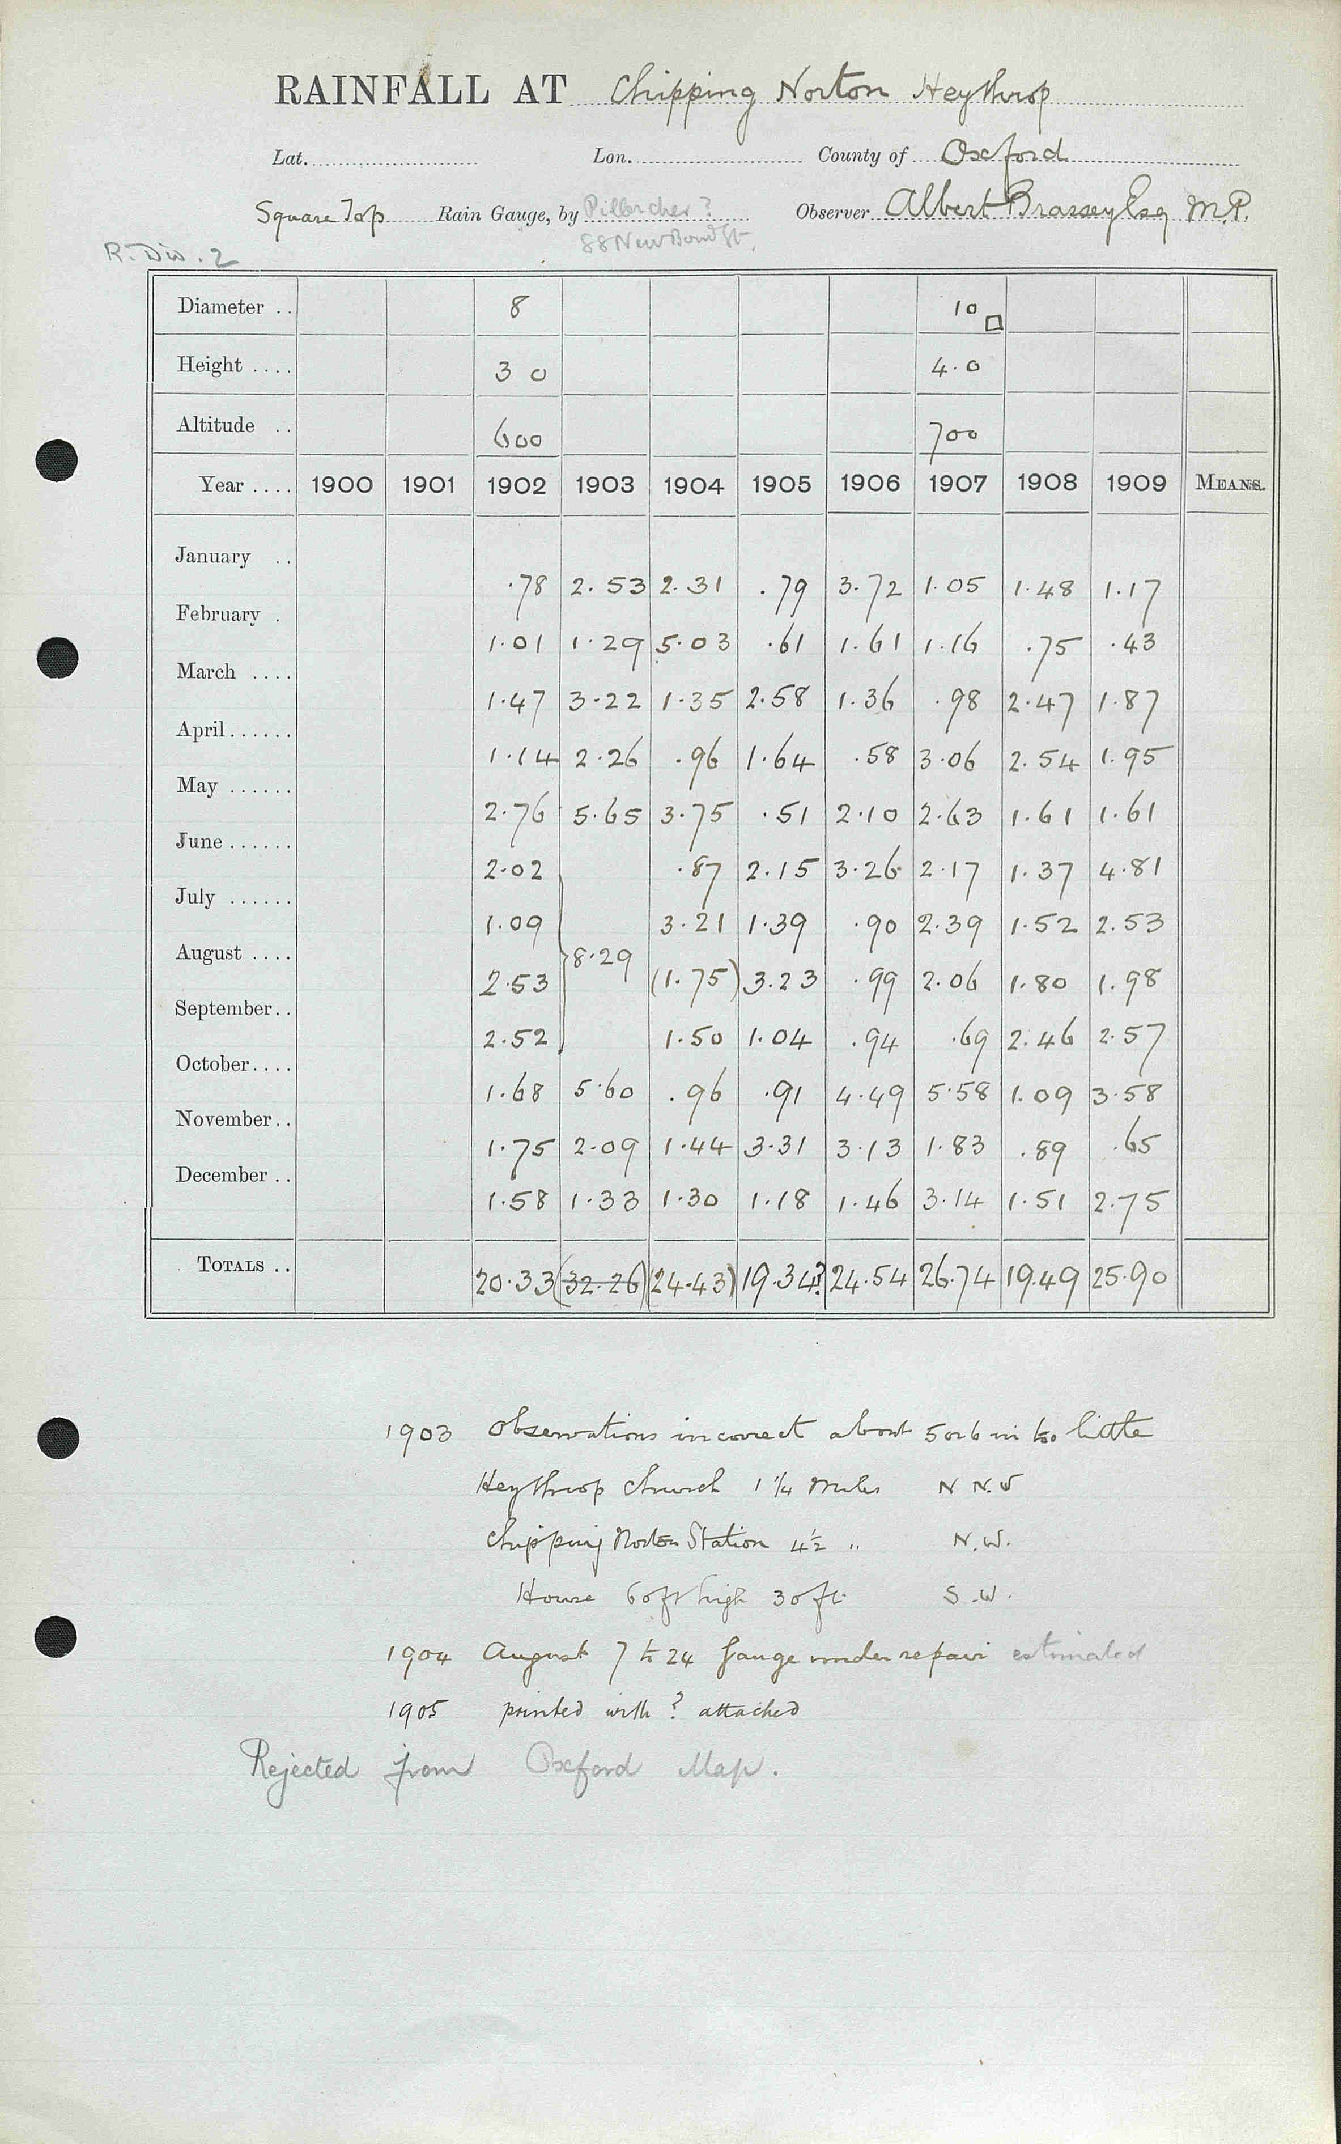 RAINFALL AT Chipping Norton Heythrop
Lat. Lon. County of Oxford
Square Top Rain Gauge, by Pillischer? Observer Albert Brassey Esq M.P.
88 New Bond St.
R. Div. 2
Diameter .. 8 10 □
Height .... 3 0 4.0
Altitude .. 600 700
Year .... 1900 1901 1902 1903 1904 1905 1906 1907 1908 1909 MEANS.
January .. .78 2.53 2.31 .79 3.72 1.05 1.48 1.17
February . 1.01 1.29 5.03 .61 1.61 1.16 .75 .43
March .... 1.47 3.22 1.35 2.58 1.36 .98 2.47 1.87
April...... 1.14 2.26 .96 1.64 .58 3.06 2.54 1.95
May ...... 2.76 5.65 3.75 .51 2.10 2.63 1.61 1.61
June...... 2.02 .87 2.15 3.26 2.17 1.37 4.81
July ...... 1.09 3.21 1.39 .90 2.39 1.52 2.53
August .... 2.53 8.29 (1.75) 3.23 .99 2.06 1.80 1.98
September.. 2.52 1.50 1.04 .94 .69 2.46 2.57
October.... 1.68 5.60 .96 .91 4.49 5.58 1.09 3.58
November.. 1.75 2.09 1.44 3.31 3.13 1.83 .89 .65
December .. 1.58 1.33 1.30 1.18 1.46 3.14 1.51 2.75
TOTALS .. 20.33 (32.26) (24.43) 19.34? 24.54 26.74 19.49 25.90
1903 Observations incorrect about 5 or 6 in too little
Heythrop Church 1 1/4 miles N N.W
Chipping Norton Station 4½ " N.W.
House 60ft high 30 ft S.W.
1904 August 7 to 24 gauge under repair estimated
1905 printed with ? attached
Rejected from Oxford Map.